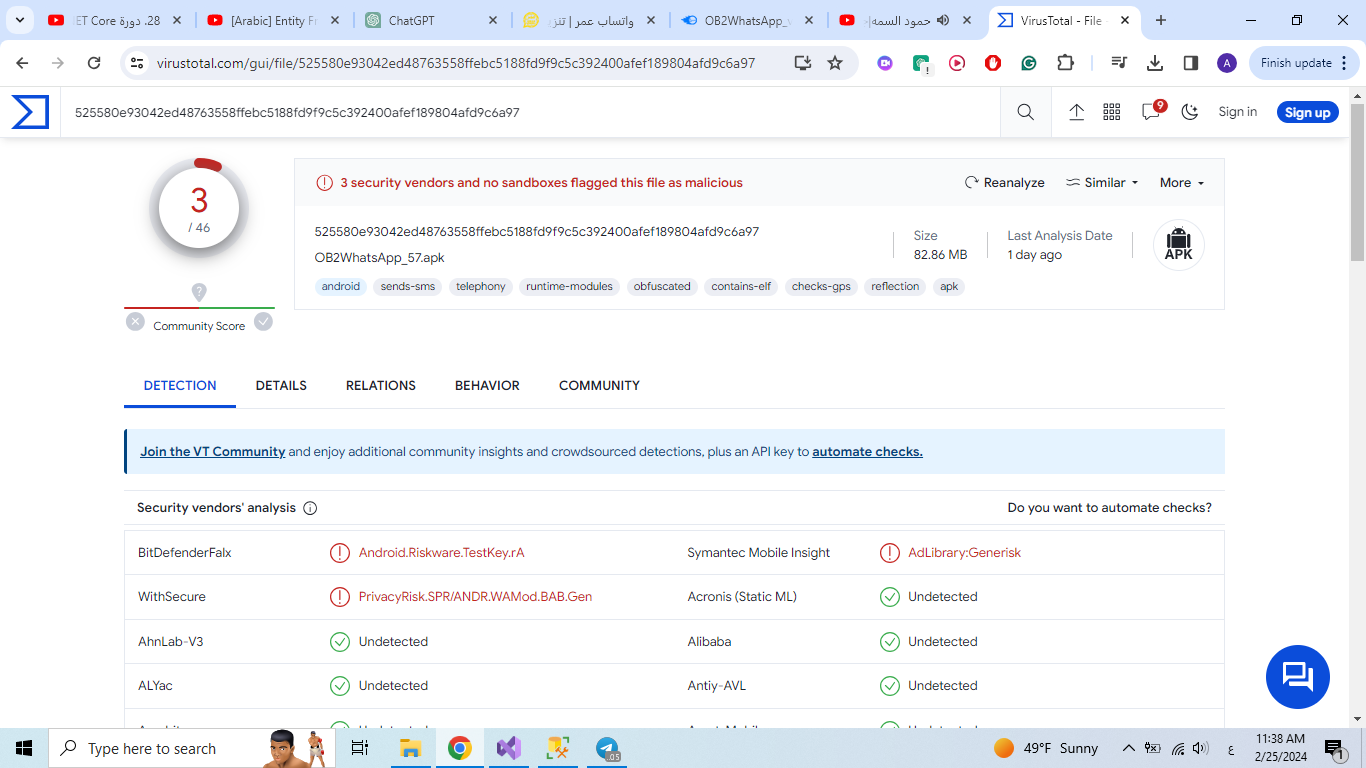 28. دورة ET Core
[Arabic] Entity Fr
ChatGPT
واتساب عمر | تنزي
OB2WhatsApp_v
حمود السمه|
VirusTotal - File
virustotal.com/gui/file/525580e93042ed48763558ffebc5188fd9f9c5c392400afef189804afd9c6a97
A
Finish update
525580e93042ed48763558ffebc5188fd9f9c5c392400afef189804afd9c6a97
9
Sign in
Sign up
3
/ 46
Community Score
3 security vendors and no sandboxes flagged this file as malicious
Reanalyze
Similar
More
525580e93042ed48763558ffebc5188fd9f9c5c392400afef189804afd9c6a97
OB2WhatsApp_57.apk
Size
82.86 MB
Last Analysis Date
1 day ago
APK
android sends-sms telephony runtime-modules obfuscated contains-elf checks-gps reflection apk
DETECTION DETAILS RELATIONS BEHAVIOR COMMUNITY
Join the VT Community and enjoy additional community insights and crowdsourced detections, plus an API key to automate checks.
Security vendors' analysis
Do you want to automate checks?
BitDefenderFalx Android.Riskware.TestKey.rA Symantec Mobile Insight AdLibrary:Generisk
WithSecure PrivacyRisk.SPR/ANDR.WAMod.BAB.Gen Acronis (Static ML) Undetected
AhnLab-V3 Undetected Alibaba Undetected
ALYac Undetected Antiy-AVL Undetected
Type here to search
.05
49°F Sunny
ع
11:38 AM
2/25/2024
1